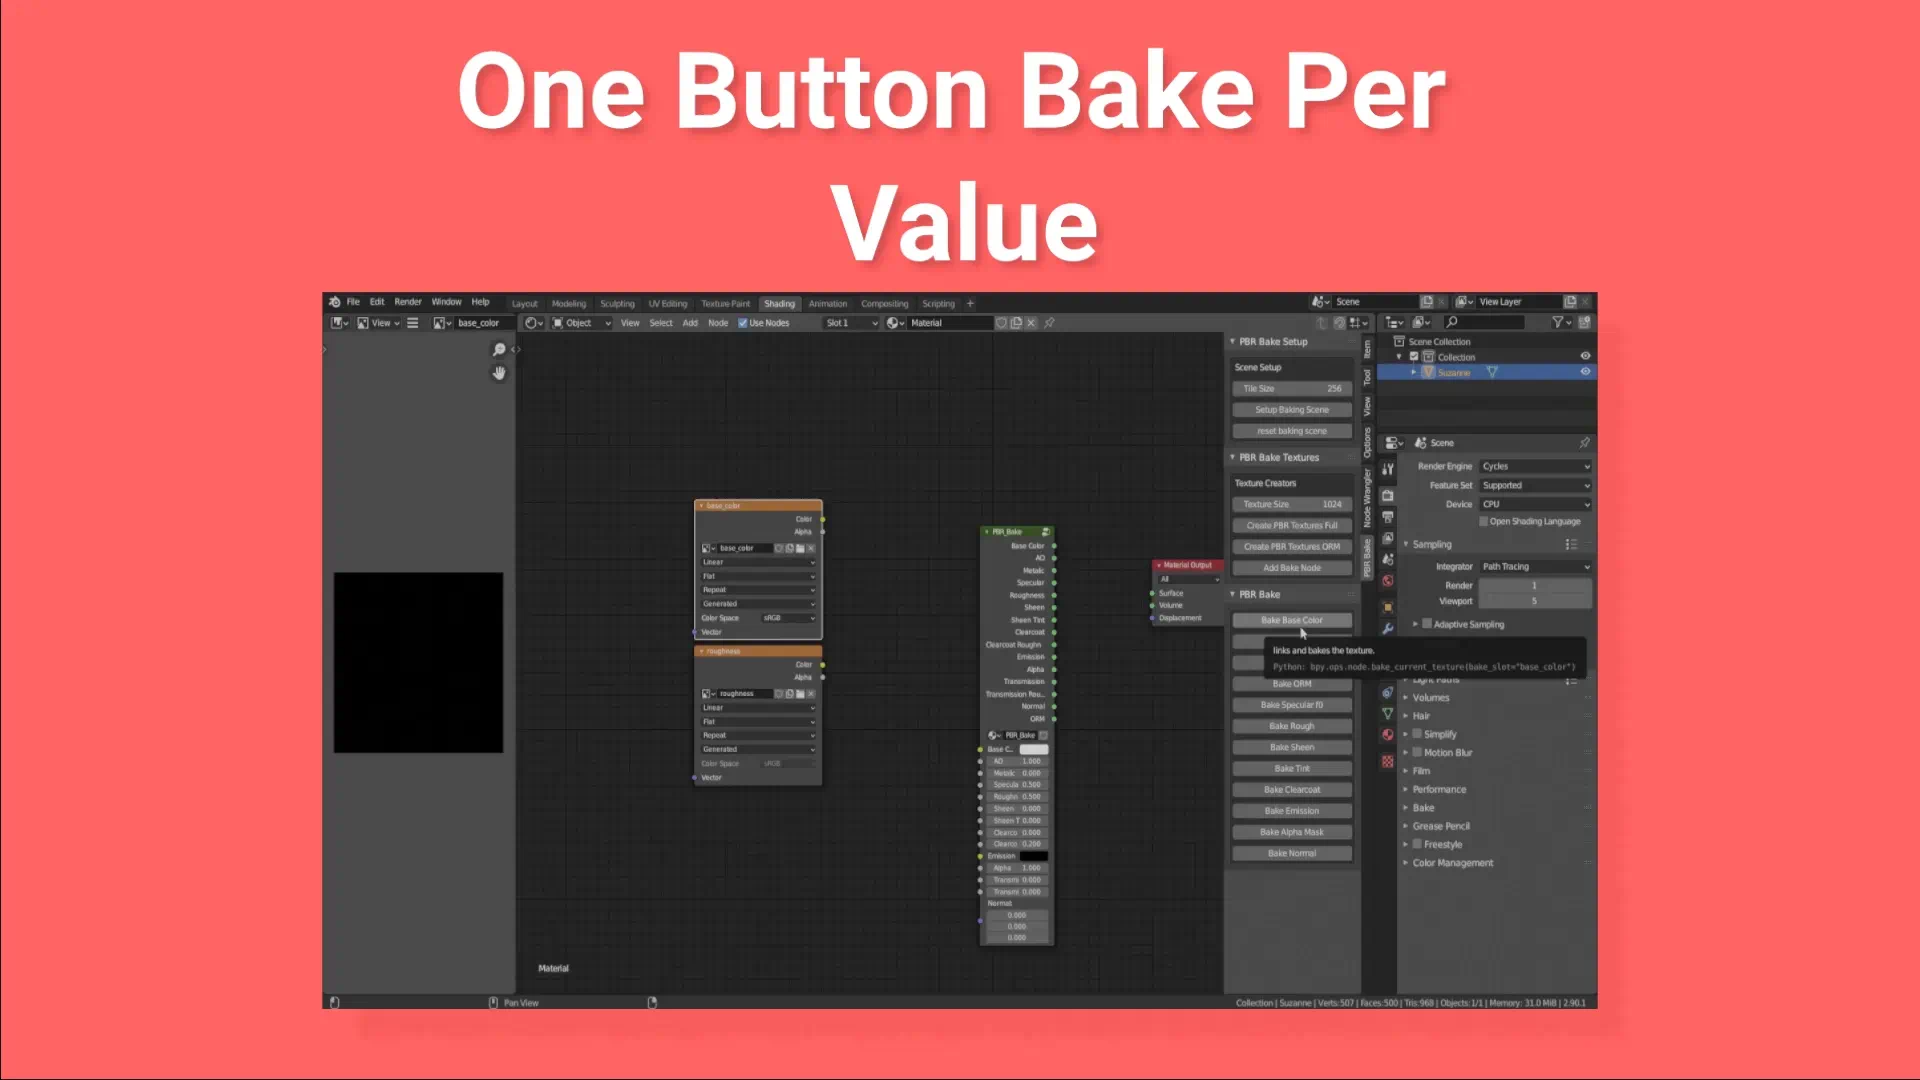 One Button Bake Per
Value
File Edit Render Window Help Layout Modeling Sculpting UV Editing Texture Paint Shading Animation Compositing Scripting + Scene View Layer
View base_color Object View Select Add Node Use Nodes Slot 1 Material
PBR Bake Setup
Scene Setup
Tile Size 256
Setup Baking Scene
reset baking scene
PBR Bake Textures
Texture Creators
Texture Size 1024
Create PBR Textures Full
Create PBR Textures ORM
Add Bake Node
PBR Bake
Bake Base Color
links and bakes the texture.
Python: bpy.ops.node.bake_current_texture(bake_slot="base_color")
Bake ORM
Bake Specular f0
Bake Rough
Bake Sheen
Bake Tint
Bake Clearcoat
Bake Emission
Bake Alpha Mask
Bake Normal
Item
Tool
View
Options
Node Wrangler
PBR Bake
Scene Collection
Collection
Suzanne
Scene
Render Engine Cycles
Feature Set Supported
Device CPU
Open Shading Language
Sampling
Integrator Path Tracing
Render 1
Viewport 5
Adaptive Sampling
Light Paths
Volumes
Hair
Simplify
Motion Blur
Film
Performance
Bake
Grease Pencil
Freestyle
Color Management
base_color
Color
Alpha
base_color
Linear
Flat
Repeat
Generated
Color Space sRGB
Vector
roughness
Color
Alpha
roughness
Linear
Flat
Repeat
Generated
Color Space sRGB
Vector
PBR_Bake
Base Color
AO
Metalic
Specular
Roughness
Sheen
Sheen Tint
Clearcoat
Clearcoat Roughn
Emission
Alpha
Transmission
Transmission Rou...
Normal
ORM
PBR_Bake
Base C..
AO 1.000
Metalic 0.000
Specula 0.500
Roughn 0.500
Sheen 0.000
Sheen T 0.000
Clearco 0.000
Clearco 0.200
Emission
Alpha 1.000
Transmi 0.000
Transmi 0.000
Normal
0.000
0.000
0.000
Material Output
All
Surface
Volume
Displacement
Material
Pan View
Collection | Suzanne | Verts:507 | Faces:500 | Tris:968 | Objects:1/1 | Memory: 31.0 MiB | 2.90.1